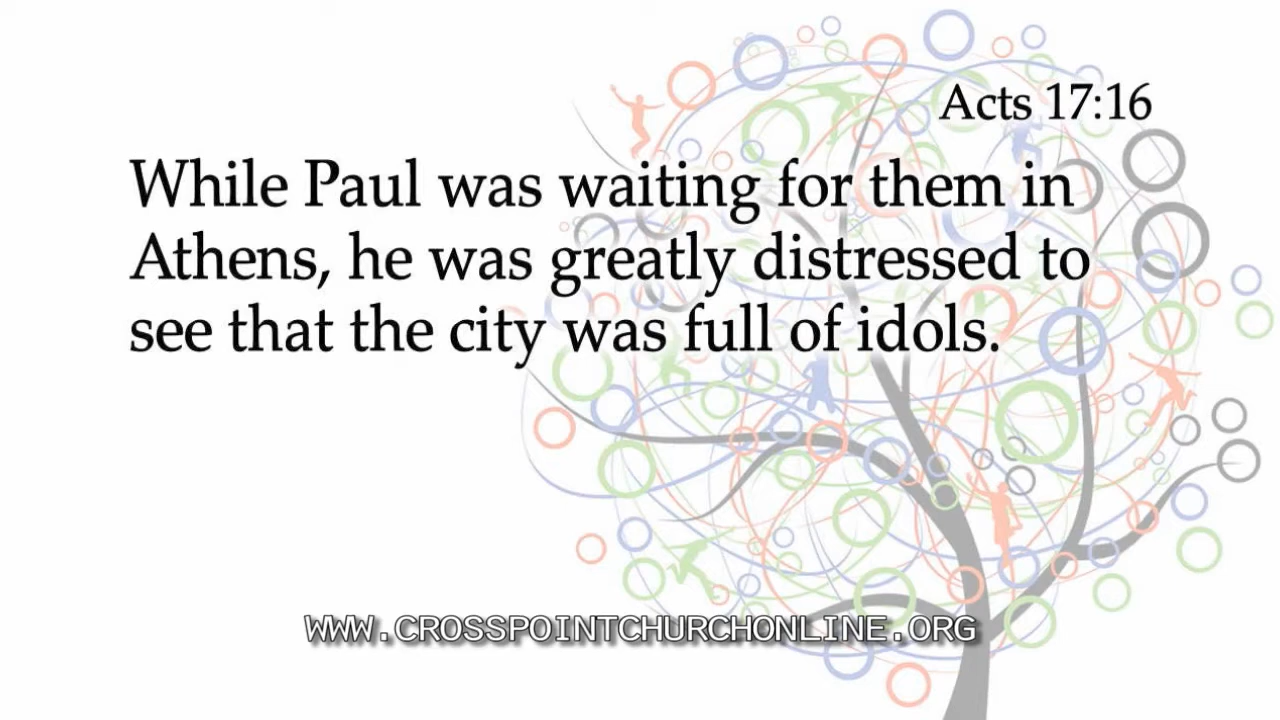 Acts 17:16
While Paul was waiting for them in
Athens, he was greatly distressed to
see that the city was full of idols.
WWW.CROSSPOINTCHURCHONLINE.ORG